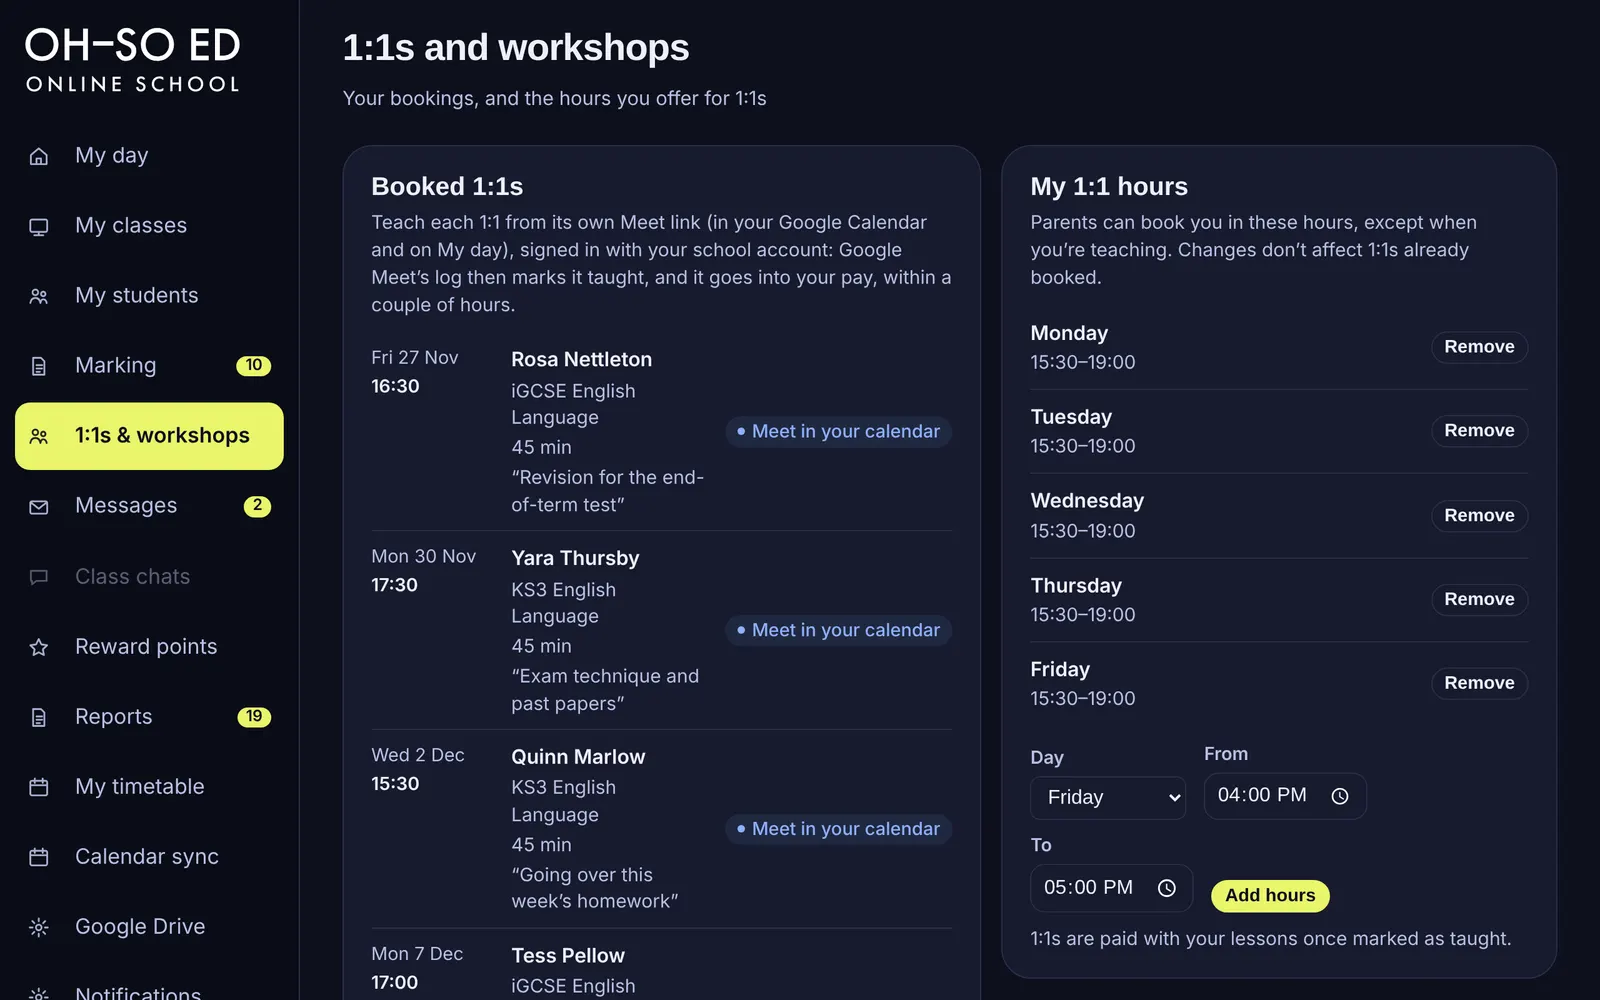 OH–SO ED
ONLINE SCHOOL
My day
My classes
My students
Marking 10
1:1s & workshops
Messages 2
Class chats
Reward points
Reports 19
My timetable
Calendar sync
Google Drive
Notifications
1:1s and workshops
Your bookings, and the hours you offer for 1:1s
Booked 1:1s
Teach each 1:1 from its own Meet link (in your Google Calendar
and on My day), signed in with your school account: Google
Meet’s log then marks it taught, and it goes into your pay, within a
couple of hours.
Fri 27 Nov
16:30
Rosa Nettleton
iGCSE English
Language
45 min
“Revision for the end-
of-term test”
Meet in your calendar
Mon 30 Nov
17:30
Yara Thursby
KS3 English
Language
45 min
“Exam technique and
past papers”
Meet in your calendar
Wed 2 Dec
15:30
Quinn Marlow
KS3 English
Language
45 min
“Going over this
week’s homework”
Meet in your calendar
Mon 7 Dec
17:00
Tess Pellow
iGCSE English
My 1:1 hours
Parents can book you in these hours, except when
you’re teaching. Changes don’t affect 1:1s already
booked.
Monday
15:30–19:00
Remove
Tuesday
15:30–19:00
Remove
Wednesday
15:30–19:00
Remove
Thursday
15:30–19:00
Remove
Friday
15:30–19:00
Remove
Day
Friday
From
04:00 PM
To
05:00 PM
Add hours
1:1s are paid with your lessons once marked as taught.